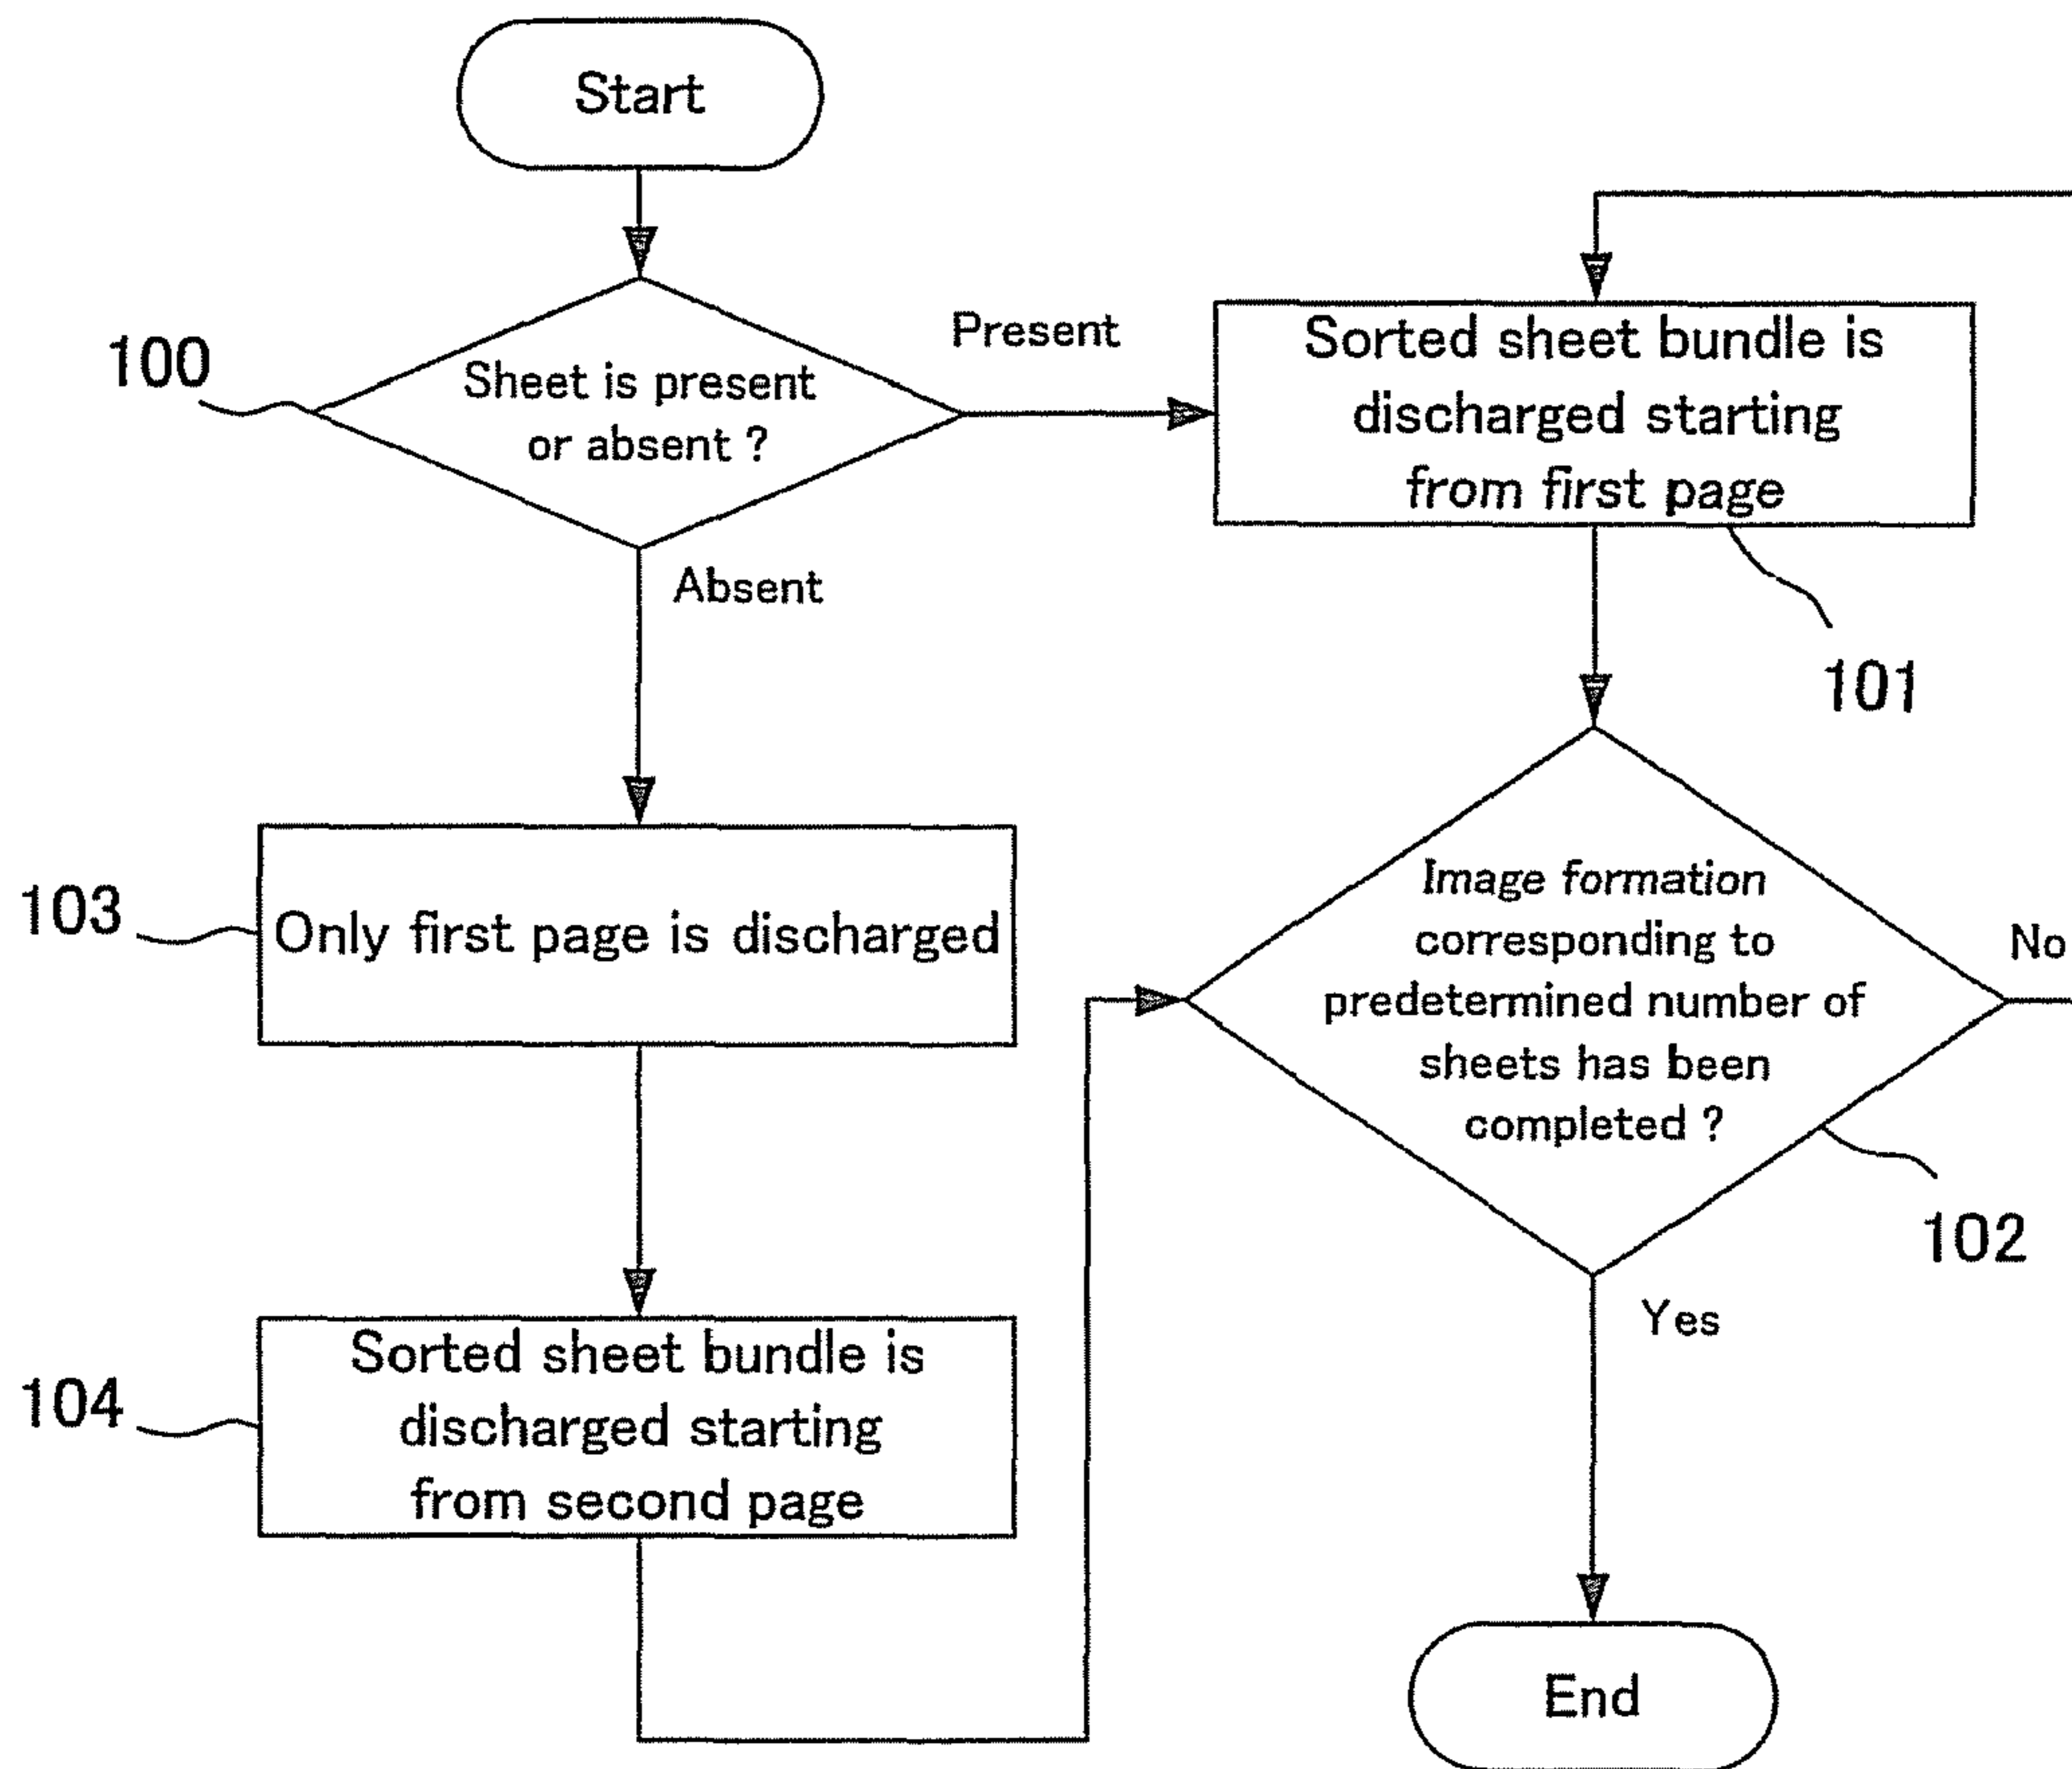 Start
100
Sheet is present
or absent ?
Present
Absent
Sorted sheet bundle is
discharged starting
from first page
101
103
Only first page is discharged
104
Sorted sheet bundle is
discharged starting
from second page
Image formation
corresponding to
predetermined number of
sheets has been
completed ?
No
102
Yes
End